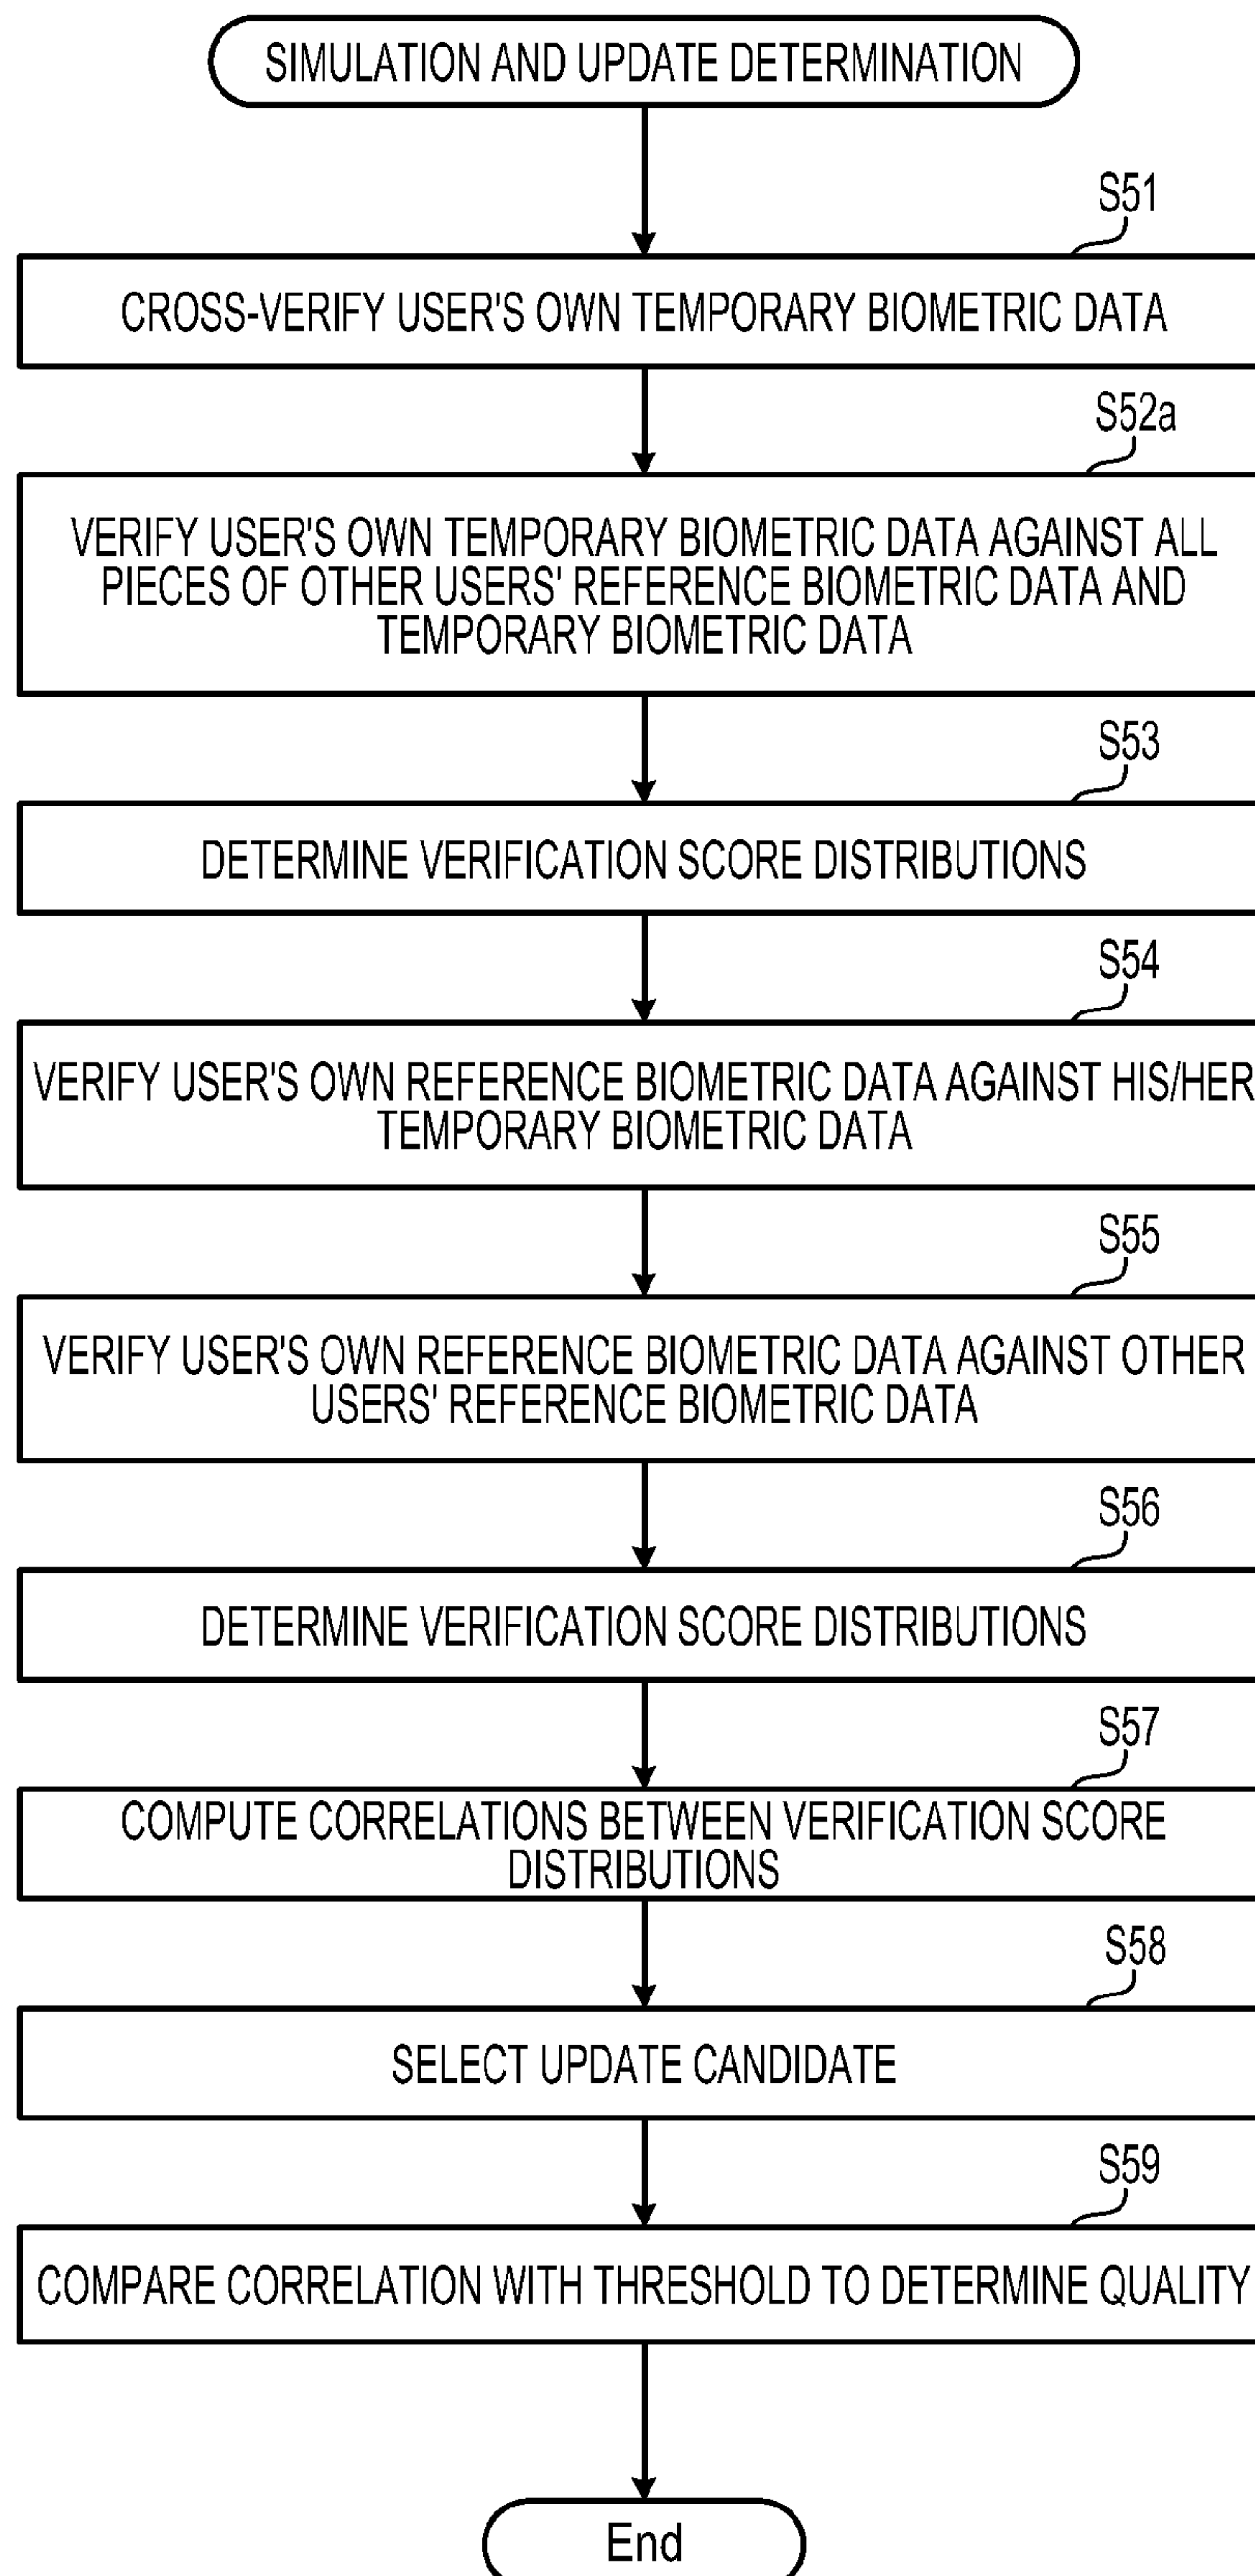 SIMULATION AND UPDATE DETERMINATION
S51
CROSS-VERIFY USER'S OWN TEMPORARY BIOMETRIC DATA
S52a
VERIFY USER'S OWN TEMPORARY BIOMETRIC DATA AGAINST ALL
PIECES OF OTHER USERS' REFERENCE BIOMETRIC DATA AND
TEMPORARY BIOMETRIC DATA
S53
DETERMINE VERIFICATION SCORE DISTRIBUTIONS
S54
VERIFY USER'S OWN REFERENCE BIOMETRIC DATA AGAINST HIS/HER
TEMPORARY BIOMETRIC DATA
S55
VERIFY USER'S OWN REFERENCE BIOMETRIC DATA AGAINST OTHER
USERS' REFERENCE BIOMETRIC DATA
S56
DETERMINE VERIFICATION SCORE DISTRIBUTIONS
S57
COMPUTE CORRELATIONS BETWEEN VERIFICATION SCORE
DISTRIBUTIONS
S58
SELECT UPDATE CANDIDATE
S59
COMPARE CORRELATION WITH THRESHOLD TO DETERMINE QUALITY
End